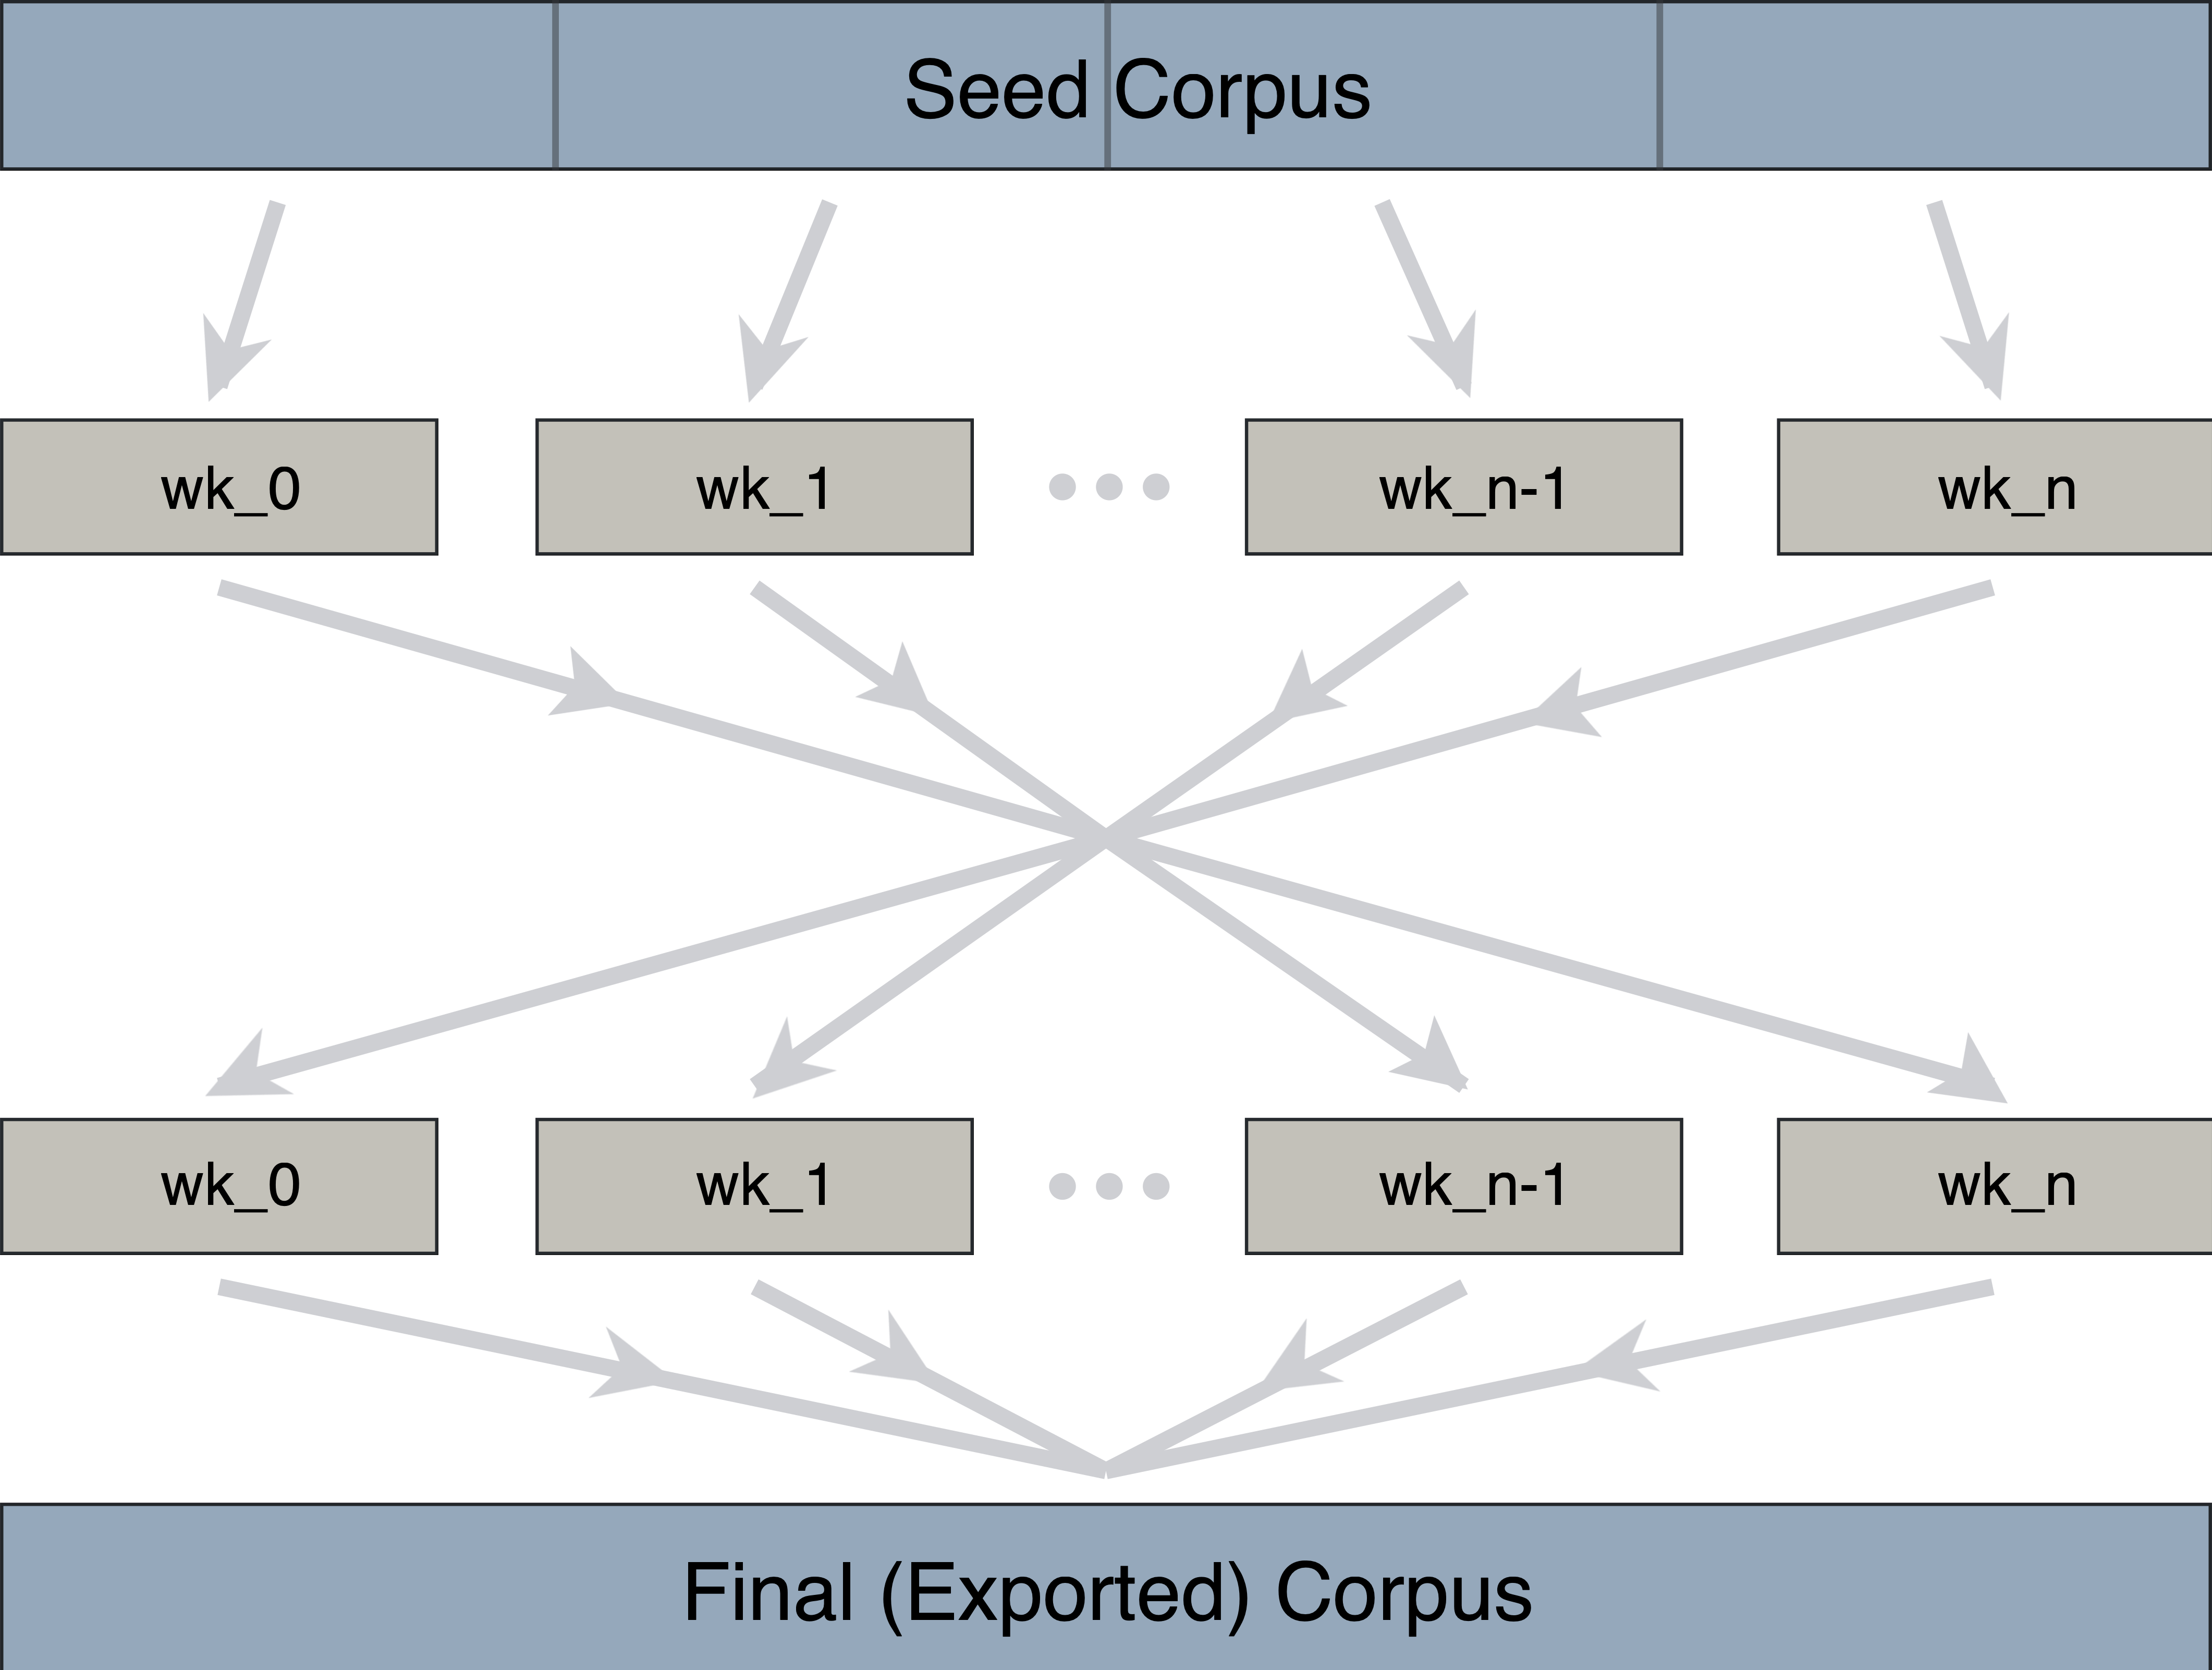 Seed Corpus
wk_0
wk_1
wk_n-1
wk_n
wk_0
wk_1
wk_n-1
wk_n
Final (Exported) Corpus